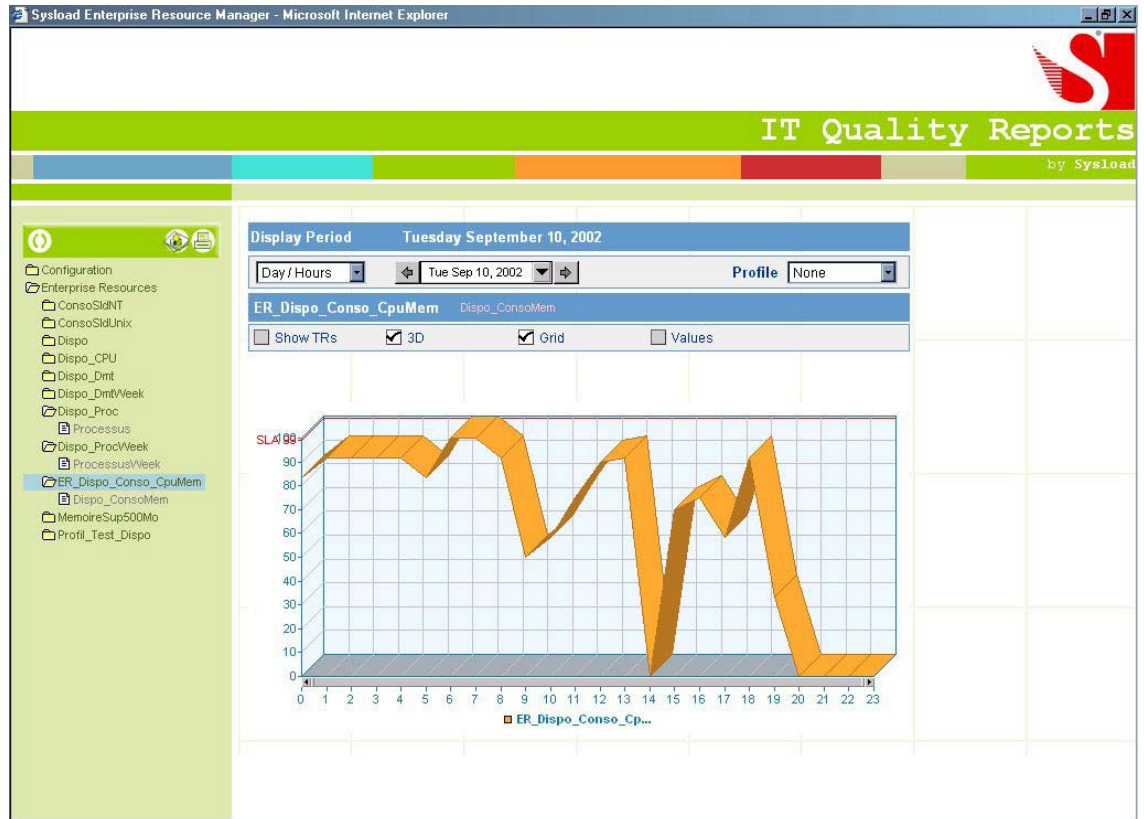 Sysload Enterprise Resource Manager - Microsoft Internet Explorer
IT Quality Reports
by Sysload
Display Period Tuesday September 10, 2002
Day / Hours Tue Sep 10, 2002 Profile None
ER_Dispo_Conso_CpuMem Dispo_ConsoMem
Show TRs 3D Grid Values
Configuration
Enterprise Resources
ConsoSldNT
ConsoSldUnix
Dispo
Dispo_CPU
Dispo_Dmt
Dispo_DmtWeek
Dispo_Proc
Processus
Dispo_ProcWeek
ProcessusWeek
ER_Dispo_Conso_CpuMem
Dispo_ConsoMem
MemoireSup500Mo
Profil_Test_Dispo
SLA 99
100
90
80
70
60
50
40
30
20
10
0
0 1 2 3 4 5 6 7 8 9 10 11 12 13 14 15 16 17 18 19 20 21 22 23
ER_Dispo_Conso_Cp...